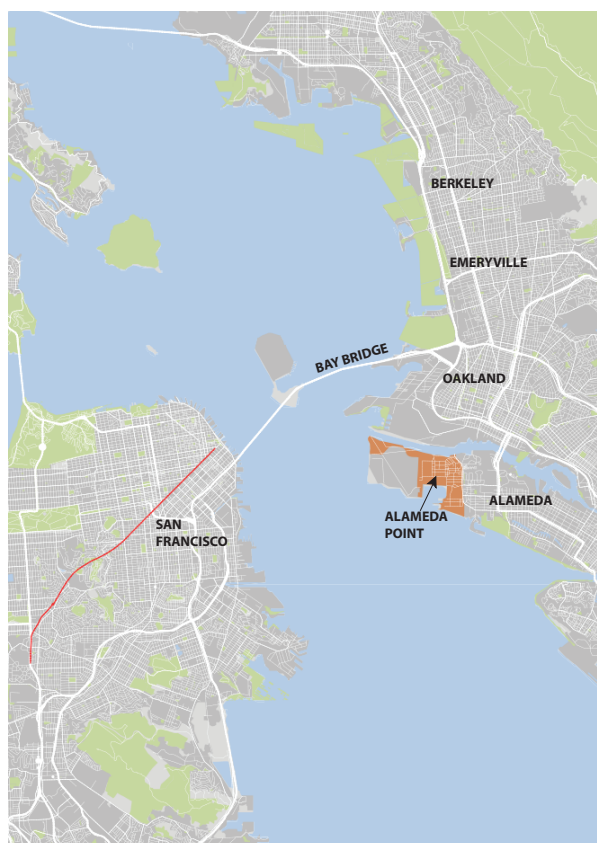 BERKELEY
EMERYVILLE
BAY BRIDGE
OAKLAND
ALAMEDA
ALAMEDA
POINT
SAN
FRANCISCO